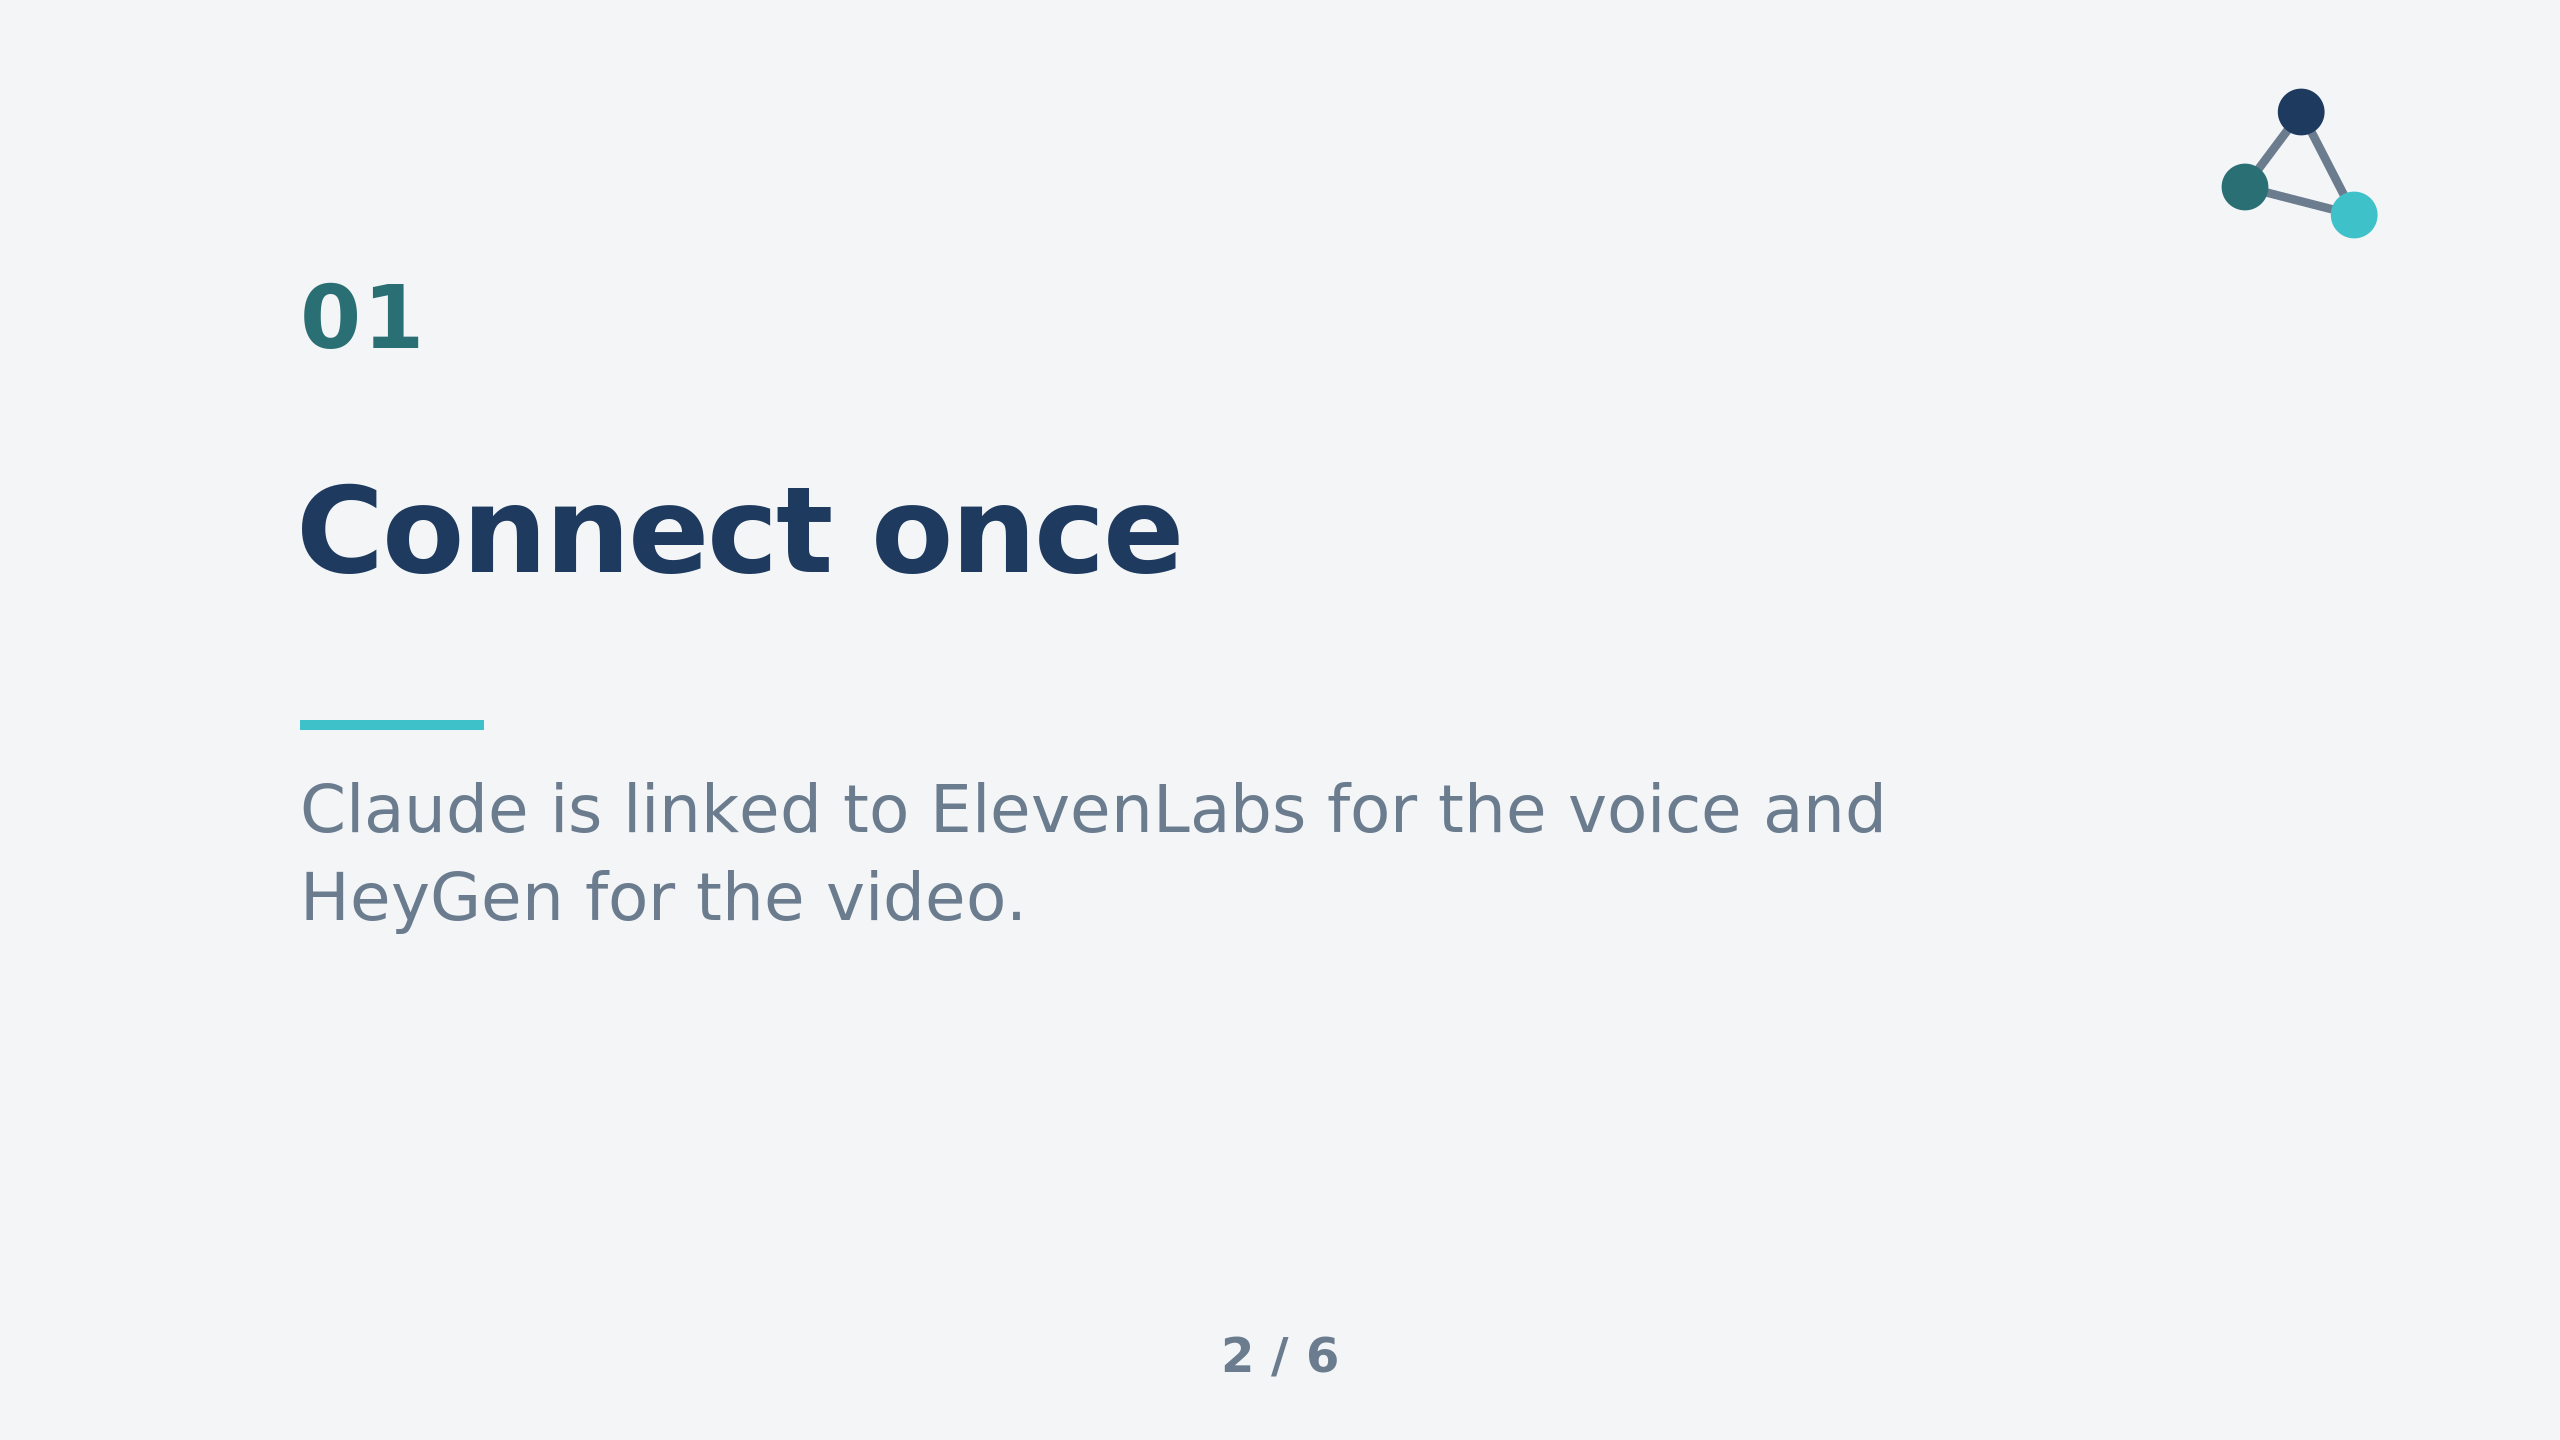 01
Connect once
Claude is linked to ElevenLabs for the voice and
HeyGen for the video.
2 / 6